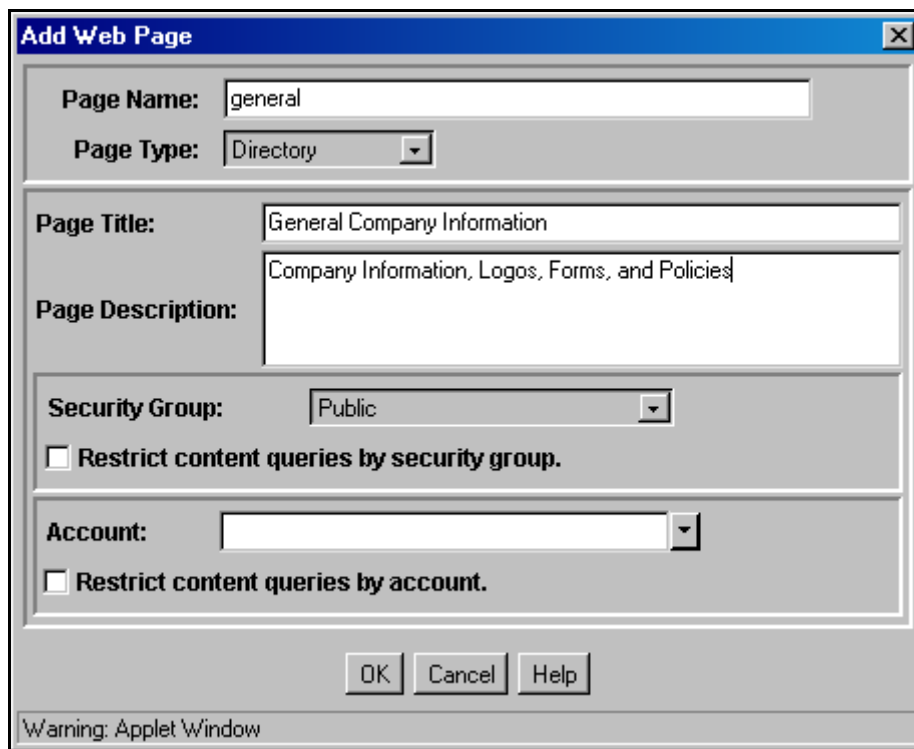 Add Web Page
Page Name: general
Page Type: Directory
Page Title: General Company Information
Page Description: Company Information, Logos, Forms, and Policies
Security Group: Public
Restrict content queries by security group.
Account:
Restrict content queries by account.
OK Cancel Help
Warning: Applet Window